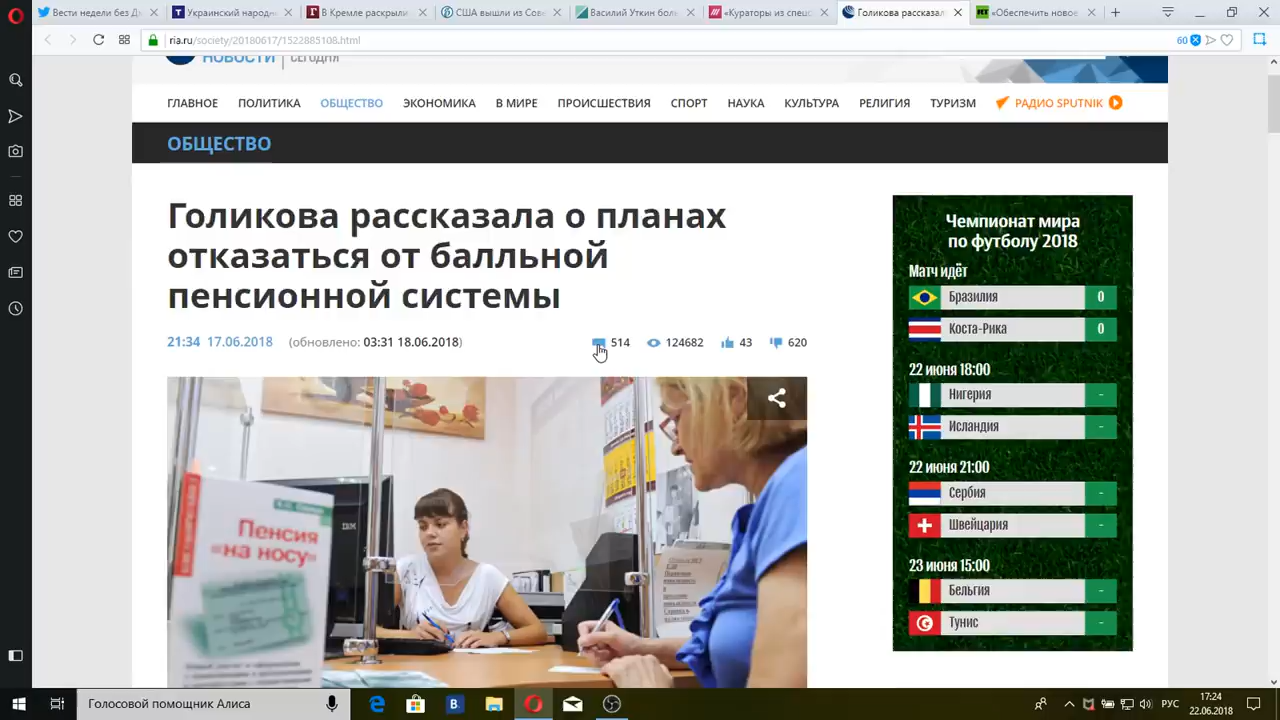 Вести недели без Д
Украинский народн
В Кремле раскрыли
США вышли из Сове
Василий Уткин боль
«Кураторы из спец
Голикова рассказал
«Обеспечить новое
ria.ru/society/20180617/1522885108.html
60
НОВОСТИ сегодня
ГЛАВНОЕ ПОЛИТИКА ОБЩЕСТВО ЭКОНОМИКА В МИРЕ ПРОИСШЕСТВИЯ СПОРТ НАУКА КУЛЬТУРА РЕЛИГИЯ ТУРИЗМ РАДИО SPUTNIK
ОБЩЕСТВО
Голикова рассказала о планах
отказаться от балльной
пенсионной системы
21:34 17.06.2018 (обновлено: 03:31 18.06.2018) 514 124682 43 620
IBM
Пенсия
«на носу»
Чемпионат мира
по футболу 2018
Матч идёт
Бразилия 0
Коста-Рика 0
22 июня 18:00
Нигерия -
Исландия -
22 июня 21:00
Сербия -
Швейцария -
23 июня 15:00
Бельгия -
Тунис -
Голосовой помощник Алиса
РУС
17:24
22.06.2018